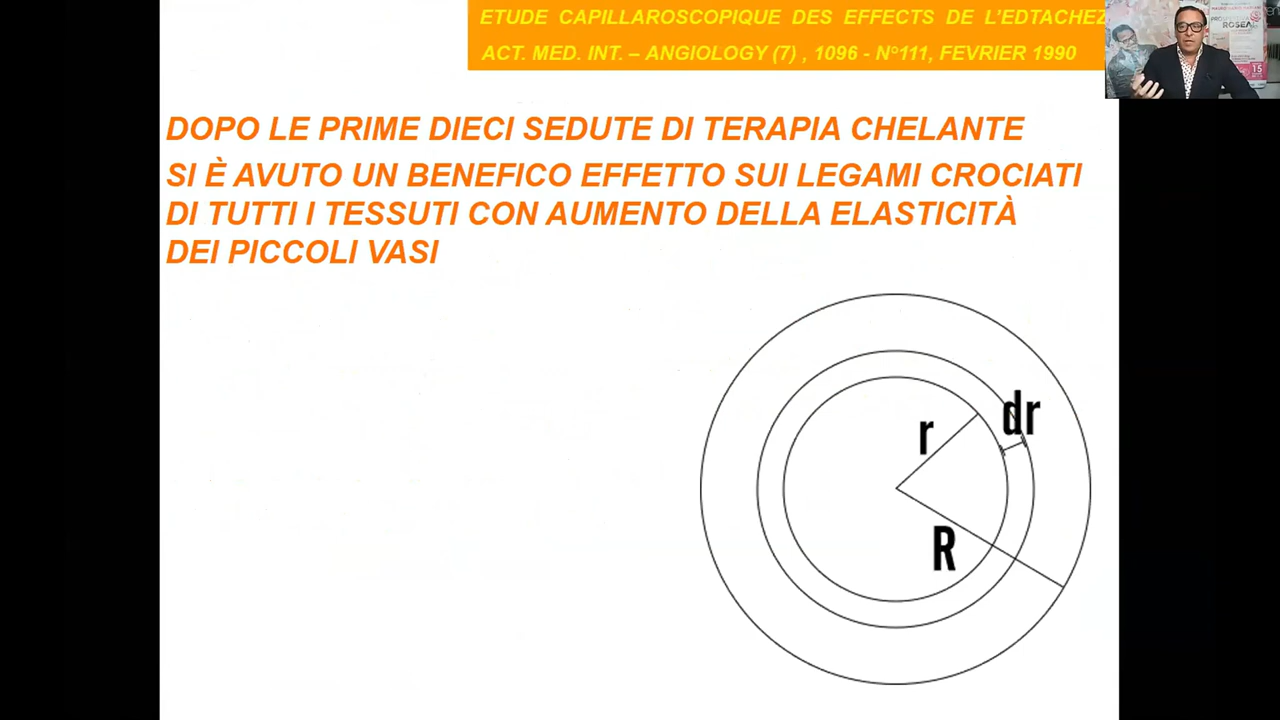 ETUDE CAPILLAROSCOPIQUE DES EFFECTS DE L'EDTACHEZ
ACT. MED. INT. – ANGIOLOGY (7) , 1096 - N°111, FEVRIER 1990
DOPO LE PRIME DIECI SEDUTE DI TERAPIA CHELANTE
SI È AVUTO UN BENEFICO EFFETTO SUI LEGAMI CROCIATI
DI TUTTI I TESSUTI CON AUMENTO DELLA ELASTICITÀ
DEI PICCOLI VASI
dr
r
R
ROSEA
15